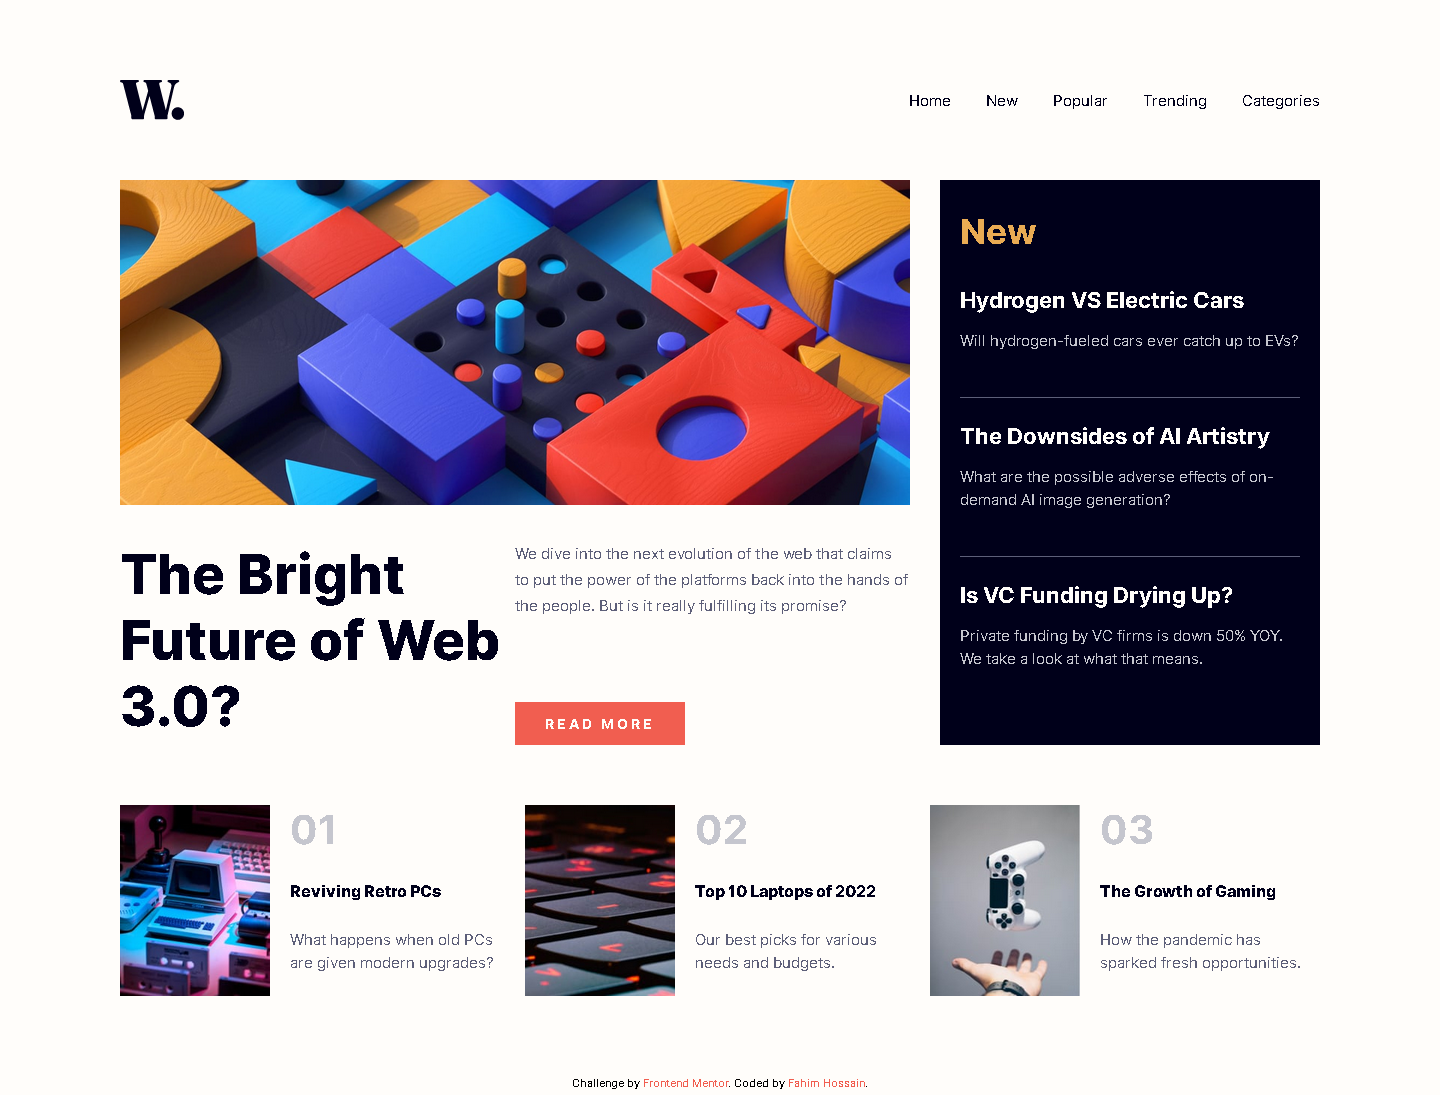 W.
Home
New
Popular
Trending
Categories
The Bright
Future of Web
3.0?
We dive into the next evolution of the web that claims
to put the power of the platforms back into the hands of
the people. But is it really fulfilling its promise?
READ MORE
New
Hydrogen VS Electric Cars
Will hydrogen-fueled cars ever catch up to EVs?
The Downsides of AI Artistry
What are the possible adverse effects of on-
demand AI image generation?
Is VC Funding Drying Up?
Private funding by VC firms is down 50% YOY.
We take a look at what that means.
01
Reviving Retro PCs
What happens when old PCs
are given modern upgrades?
02
Top 10 Laptops of 2022
Our best picks for various
needs and budgets.
03
The Growth of Gaming
How the pandemic has
sparked fresh opportunities.
Challenge by Frontend Mentor. Coded by Fahim Hossain.